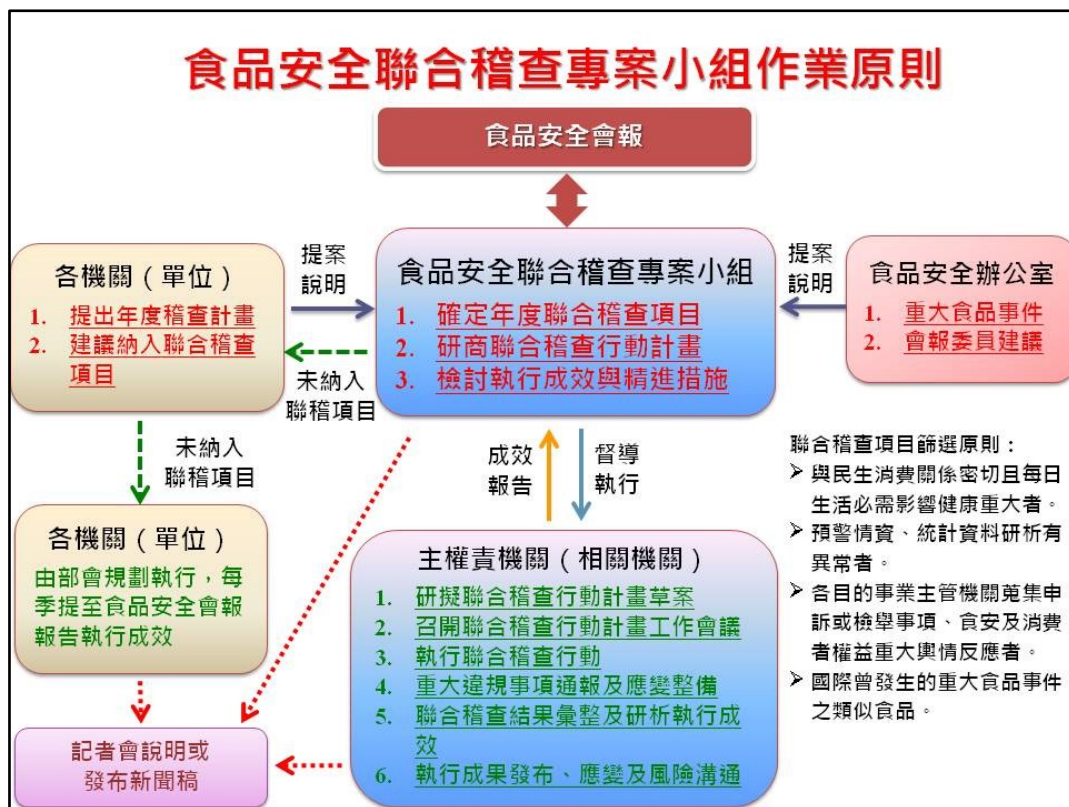 食品安全聯合稽查專案小組作業原則
食品安全會報
各機關（單位）
1. 提出年度稽查計畫
2. 建議納入聯合稽查
項目
提案
說明
食品安全聯合稽查專案小組
1. 確定年度聯合稽查項目
2. 研商聯合稽查行動計畫
3. 檢討執行成效與精進措施
提案
說明
食品安全辦公室
1. 重大食品事件
2. 會報委員建議
未納入
聯稽項目
未納入
聯稽項目
成效
報告
督導
執行
各機關（單位）
由部會規劃執行，每
季提至食品安全會報
報告執行成效
主權責機關（相關機關）
1. 研擬聯合稽查行動計畫草案
2. 召開聯合稽查行動計畫工作會議
3. 執行聯合稽查行動
4. 重大違規事項通報及應變整備
5. 聯合稽查結果彙整及研析執行成
效
6. 執行成果發布、應變及風險溝通
聯合稽查項目篩選原則：
➢ 與民生消費關係密切且每日
生活必需影響健康重大者。
➢ 預警情資、統計資料研析有
異常者。
➢ 各目的事業主管機關蒐集申
訴或檢舉事項、食安及消費
者權益重大輿情反應者。
➢ 國際曾發生的重大食品事件
之類似食品。
記者會說明或
發布新聞稿